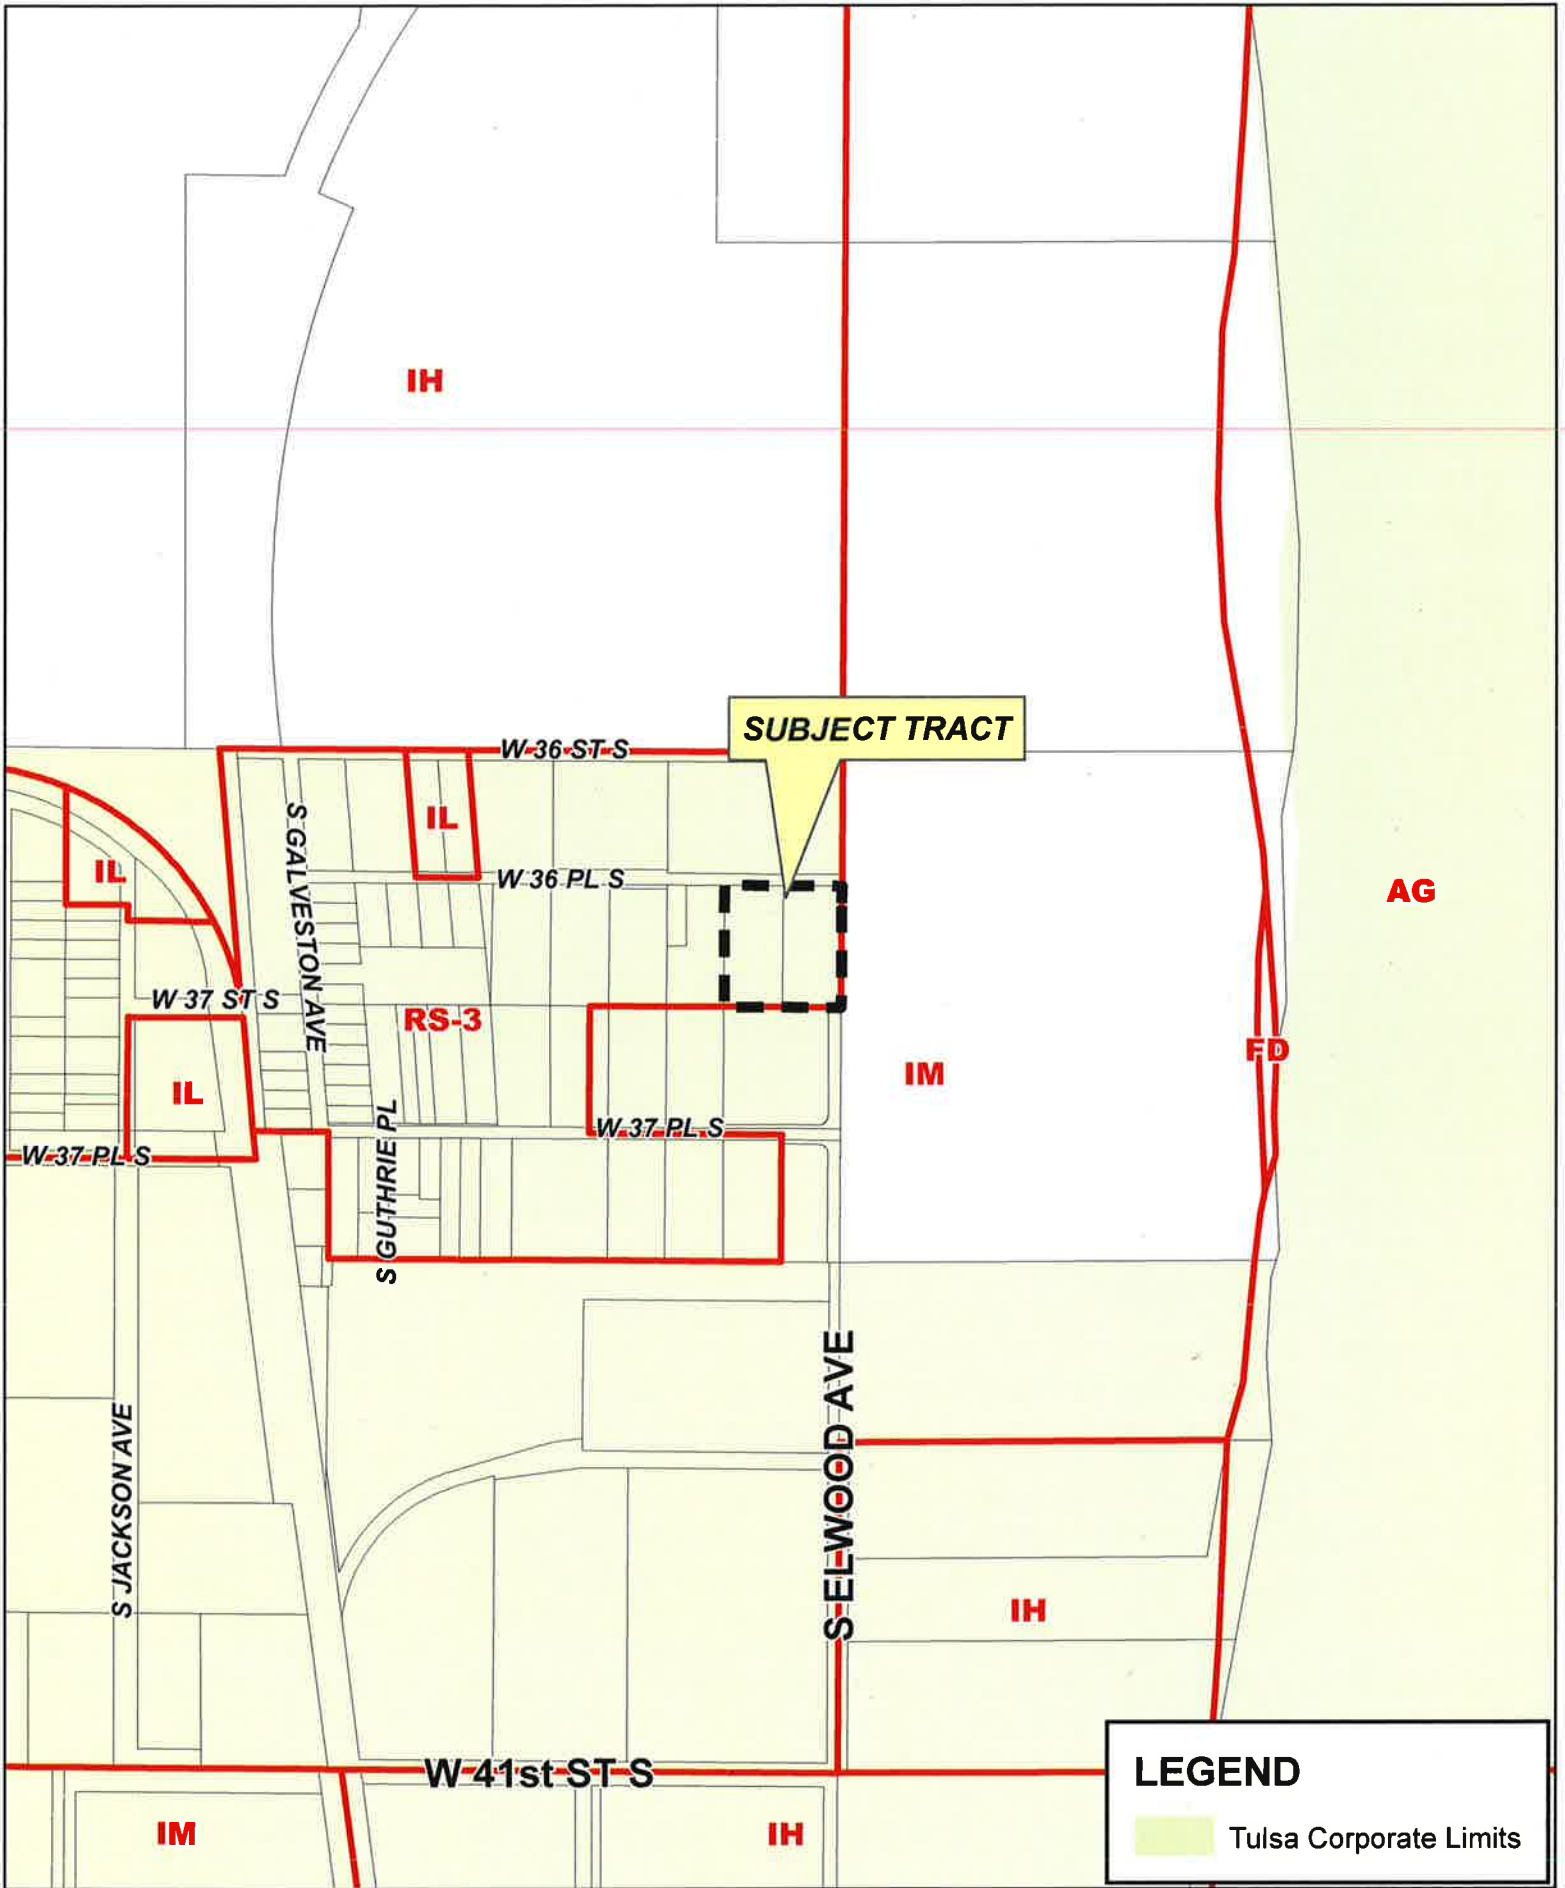 IH
SUBJECT TRACT
W 36 ST S
IL
S GALVESTON AVE
IL
W 36 PL S
AG
W 37 ST S
RS-3
FD
IM
IL
S GUTHRIE PL
W 37 PL S
W 37 PL S
S ELWOOD AVE
S JACKSON AVE
IH
W 41st ST S
LEGEND
Tulsa Corporate Limits
IM
IH